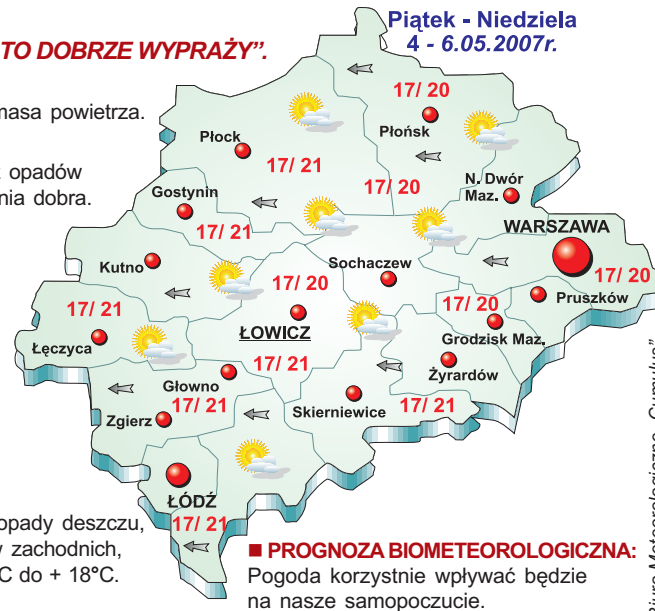 Piątek - Niedziela
4 - 6.05.2007r.
TO DOBRZE WYPRAŻY”.
masa powietrza.
opadów
dobra.
17/ 20
Płońsk
Płock
17/ 21
17/ 20
N. Dwór
Maz.
Gostynin
17/ 21
WARSZAWA
Kutno
Sochaczew
17/ 20
17/ 20
Pruszków
17/ 21
17/ 20
ŁOWICZ
Grodzisk Maz.
Łęczyca
17/ 21
Żyrardów
Głowno
17/ 21
Skierniewice
17/ 21
Zgierz
ŁÓDŹ
17/ 21
opady deszczu,
zachodnich,
C do + 18°C.
■ PROGNOZA BIOMETEOROLOGICZNA:
Pogoda korzystnie wpływać będzie
na nasze samopoczucie.
Biuro Meteorologiczne „Cumulus”